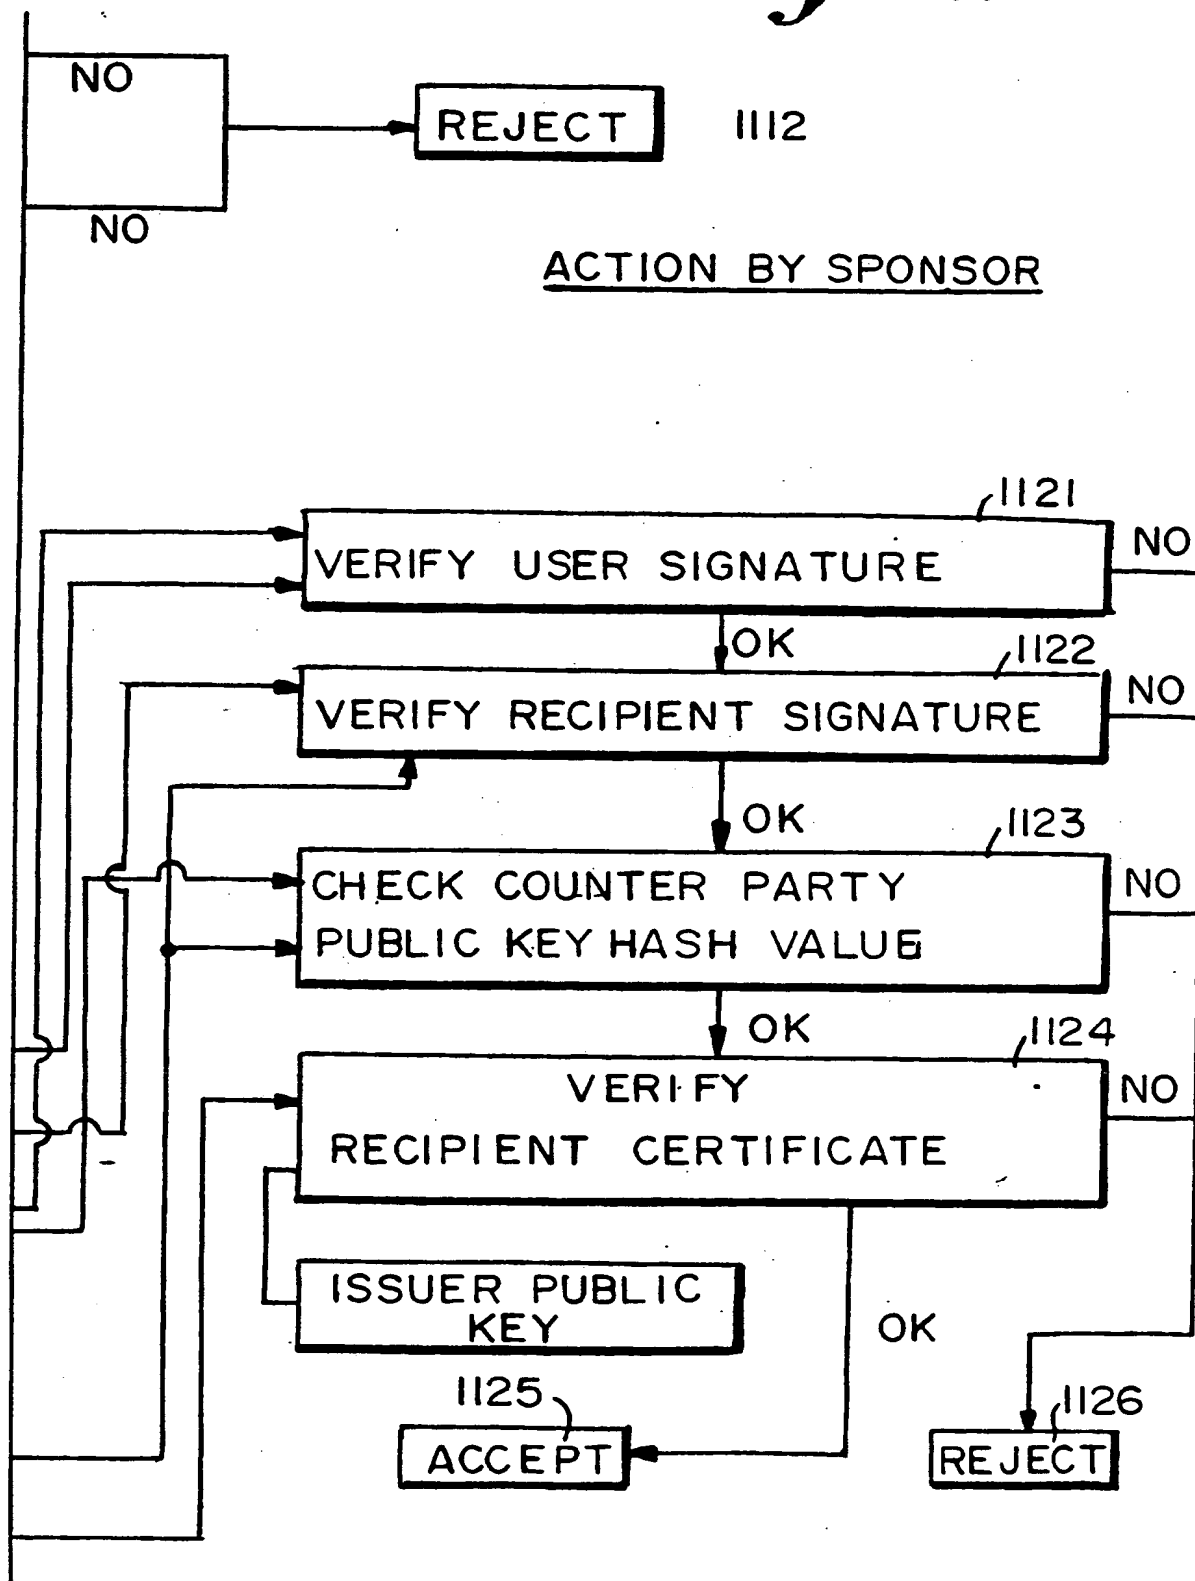 NO
REJECT 1112
NO
ACTION BY SPONSOR
1121
VERIFY USER SIGNATURE
NO
OK
1122
VERIFY RECIPIENT SIGNATURE
NO
OK
1123
CHECK COUNTER PARTY
PUBLIC KEY HASH VALUE
NO
OK
1124
VERIFY
RECIPIENT CERTIFICATE
NO
ISSUER PUBLIC
KEY
OK
1125
ACCEPT
1126
REJECT